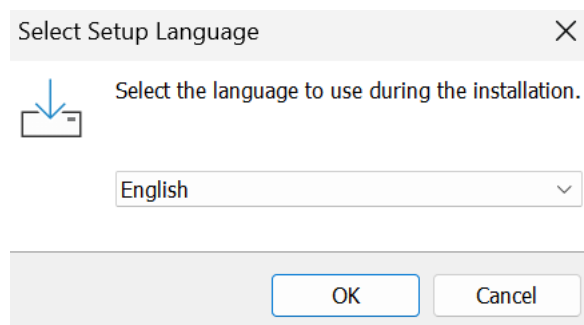 Select Setup Language
Select the language to use during the installation.
English
OK
Cancel